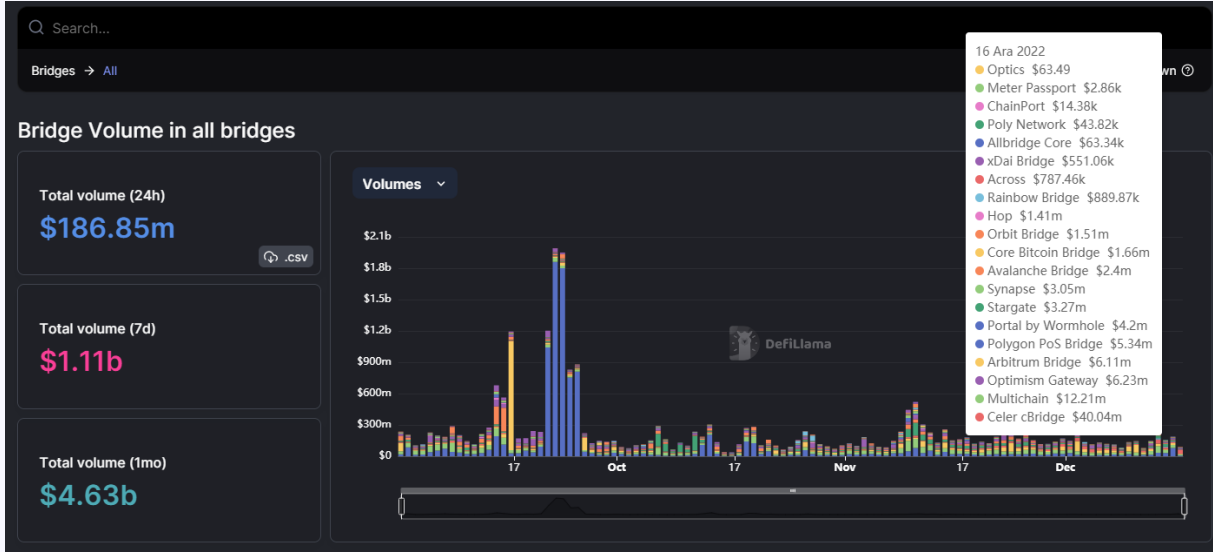 Search...
Bridges → All
wn
Bridge Volume in all bridges
Total volume (24h)
$186.85m
.csv
Total volume (7d)
$1.11b
Total volume (1mo)
$4.63b
Volumes
$2.1b
$1.8b
$1.5b
$1.2b
$900m
$600m
$300m
$0
17
Oct
17
Nov
17
Dec
DefiLlama
16 Ara 2022
Optics $63.49
Meter Passport $2.86k
ChainPort $14.38k
Poly Network $43.82k
Allbridge Core $63.34k
xDai Bridge $551.06k
Across $787.46k
Rainbow Bridge $889.87k
Hop $1.41m
Orbit Bridge $1.51m
Core Bitcoin Bridge $1.66m
Avalanche Bridge $2.4m
Synapse $3.05m
Stargate $3.27m
Portal by Wormhole $4.2m
Polygon PoS Bridge $5.34m
Arbitrum Bridge $6.11m
Optimism Gateway $6.23m
Multichain $12.21m
Celer cBridge $40.04m